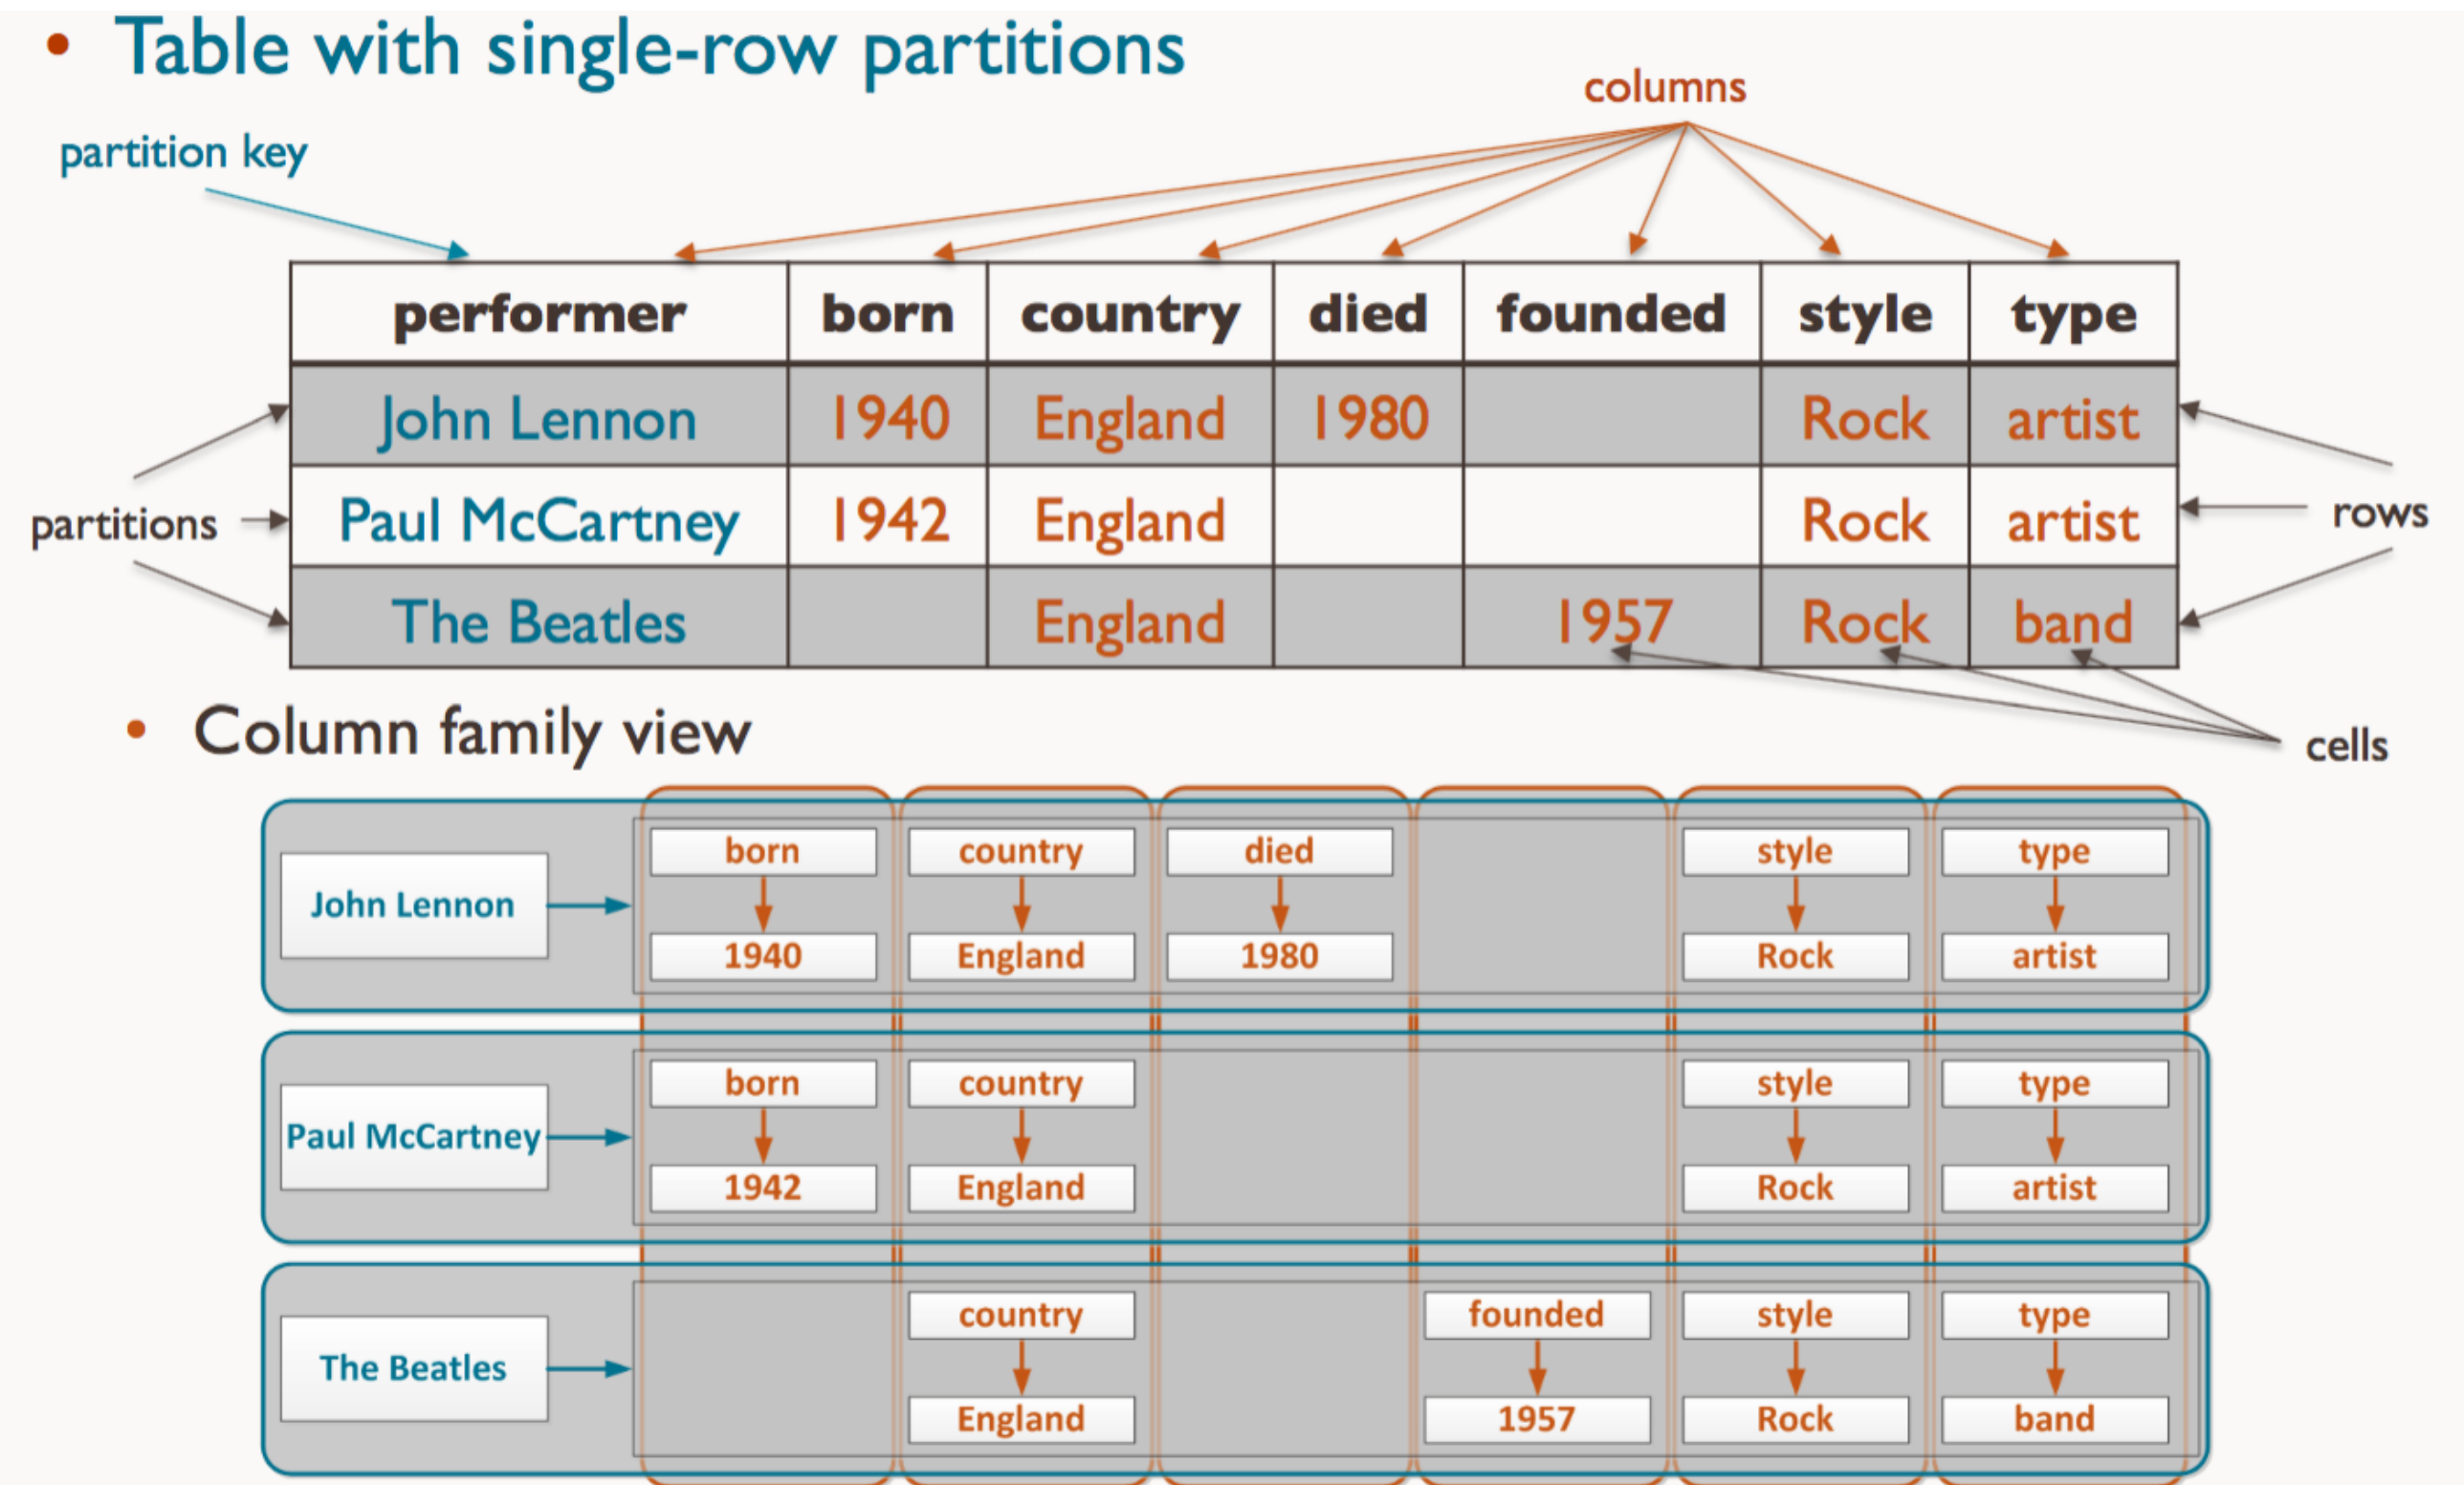 • Table with single-row partitions
columns
partition key
performer born country died founded style type
John Lennon 1940 England 1980 Rock artist
partitions Paul McCartney 1942 England Rock artist rows
The Beatles England 1957 Rock band
• Column family view
cells
born country died style type
John Lennon
1940 England 1980 Rock artist
born country style type
Paul McCartney
1942 England Rock artist
country founded style type
The Beatles
England 1957 Rock band